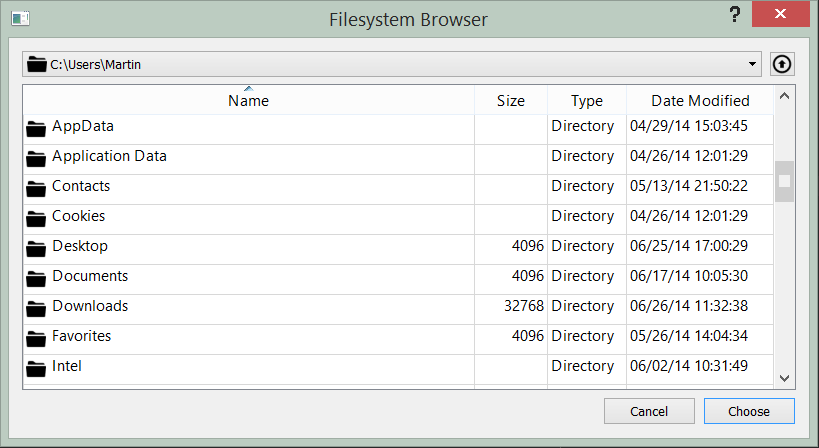 Filesystem Browser
?
C:\Users\Martin
Name Size Type Date Modified
AppData Directory 04/29/14 15:03:45
Application Data Directory 04/26/14 12:01:29
Contacts Directory 05/13/14 21:50:22
Cookies Directory 04/26/14 12:01:29
Desktop 4096 Directory 06/25/14 17:00:29
Documents 4096 Directory 06/17/14 10:05:30
Downloads 32768 Directory 06/26/14 11:32:38
Favorites 4096 Directory 05/26/14 14:04:34
Intel Directory 06/02/14 10:31:49
Cancel Choose